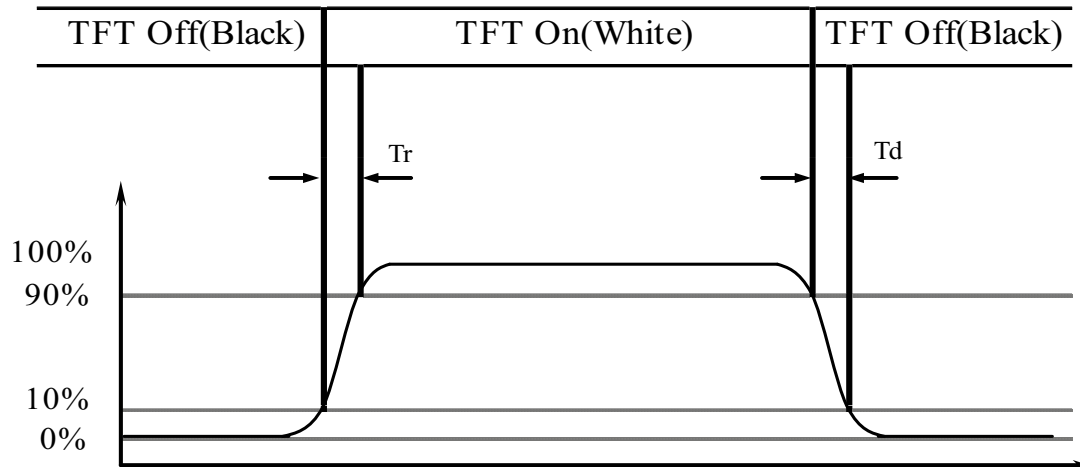 TFT Off(Black) TFT On(White) TFT Off(Black)
Tr Td
100%
90%
10%
0%